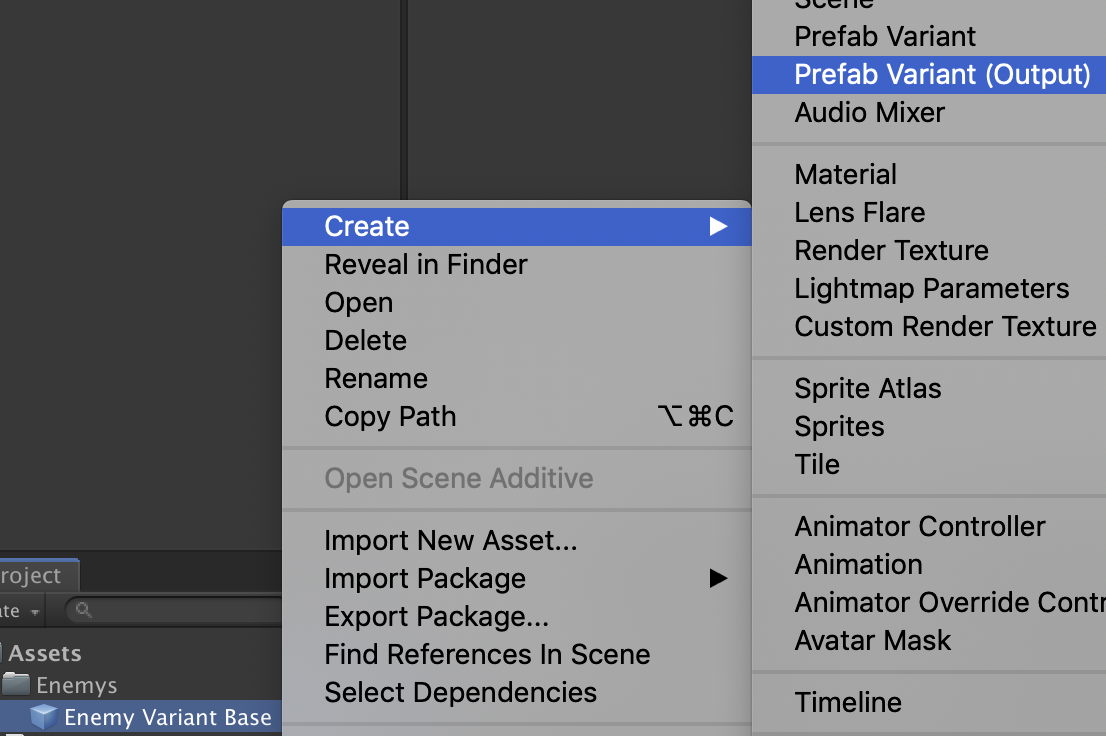 Scene
Prefab Variant
Prefab Variant (Output)
Audio Mixer
Material
Lens Flare
Render Texture
Lightmap Parameters
Custom Render Texture
Sprite Atlas
Sprites
Tile
Animator Controller
Animation
Animator Override Contr
Avatar Mask
Timeline
Create
Reveal in Finder
Open
Delete
Rename
Copy Path ⌥⌘C
Open Scene Additive
Import New Asset...
Import Package
Export Package...
Find References In Scene
Select Dependencies
roject
ate
Assets
Enemys
Enemy Variant Base